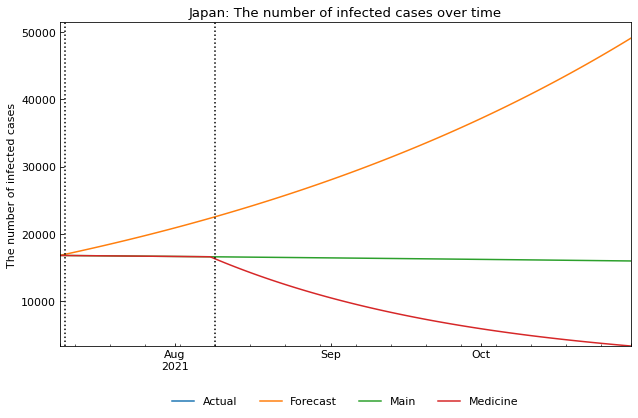 Japan: The number of infected cases over time
The number of infected cases
50000
40000
30000
20000
10000
Aug
2021
Sep
Oct
Actual
Forecast
Main
Medicine